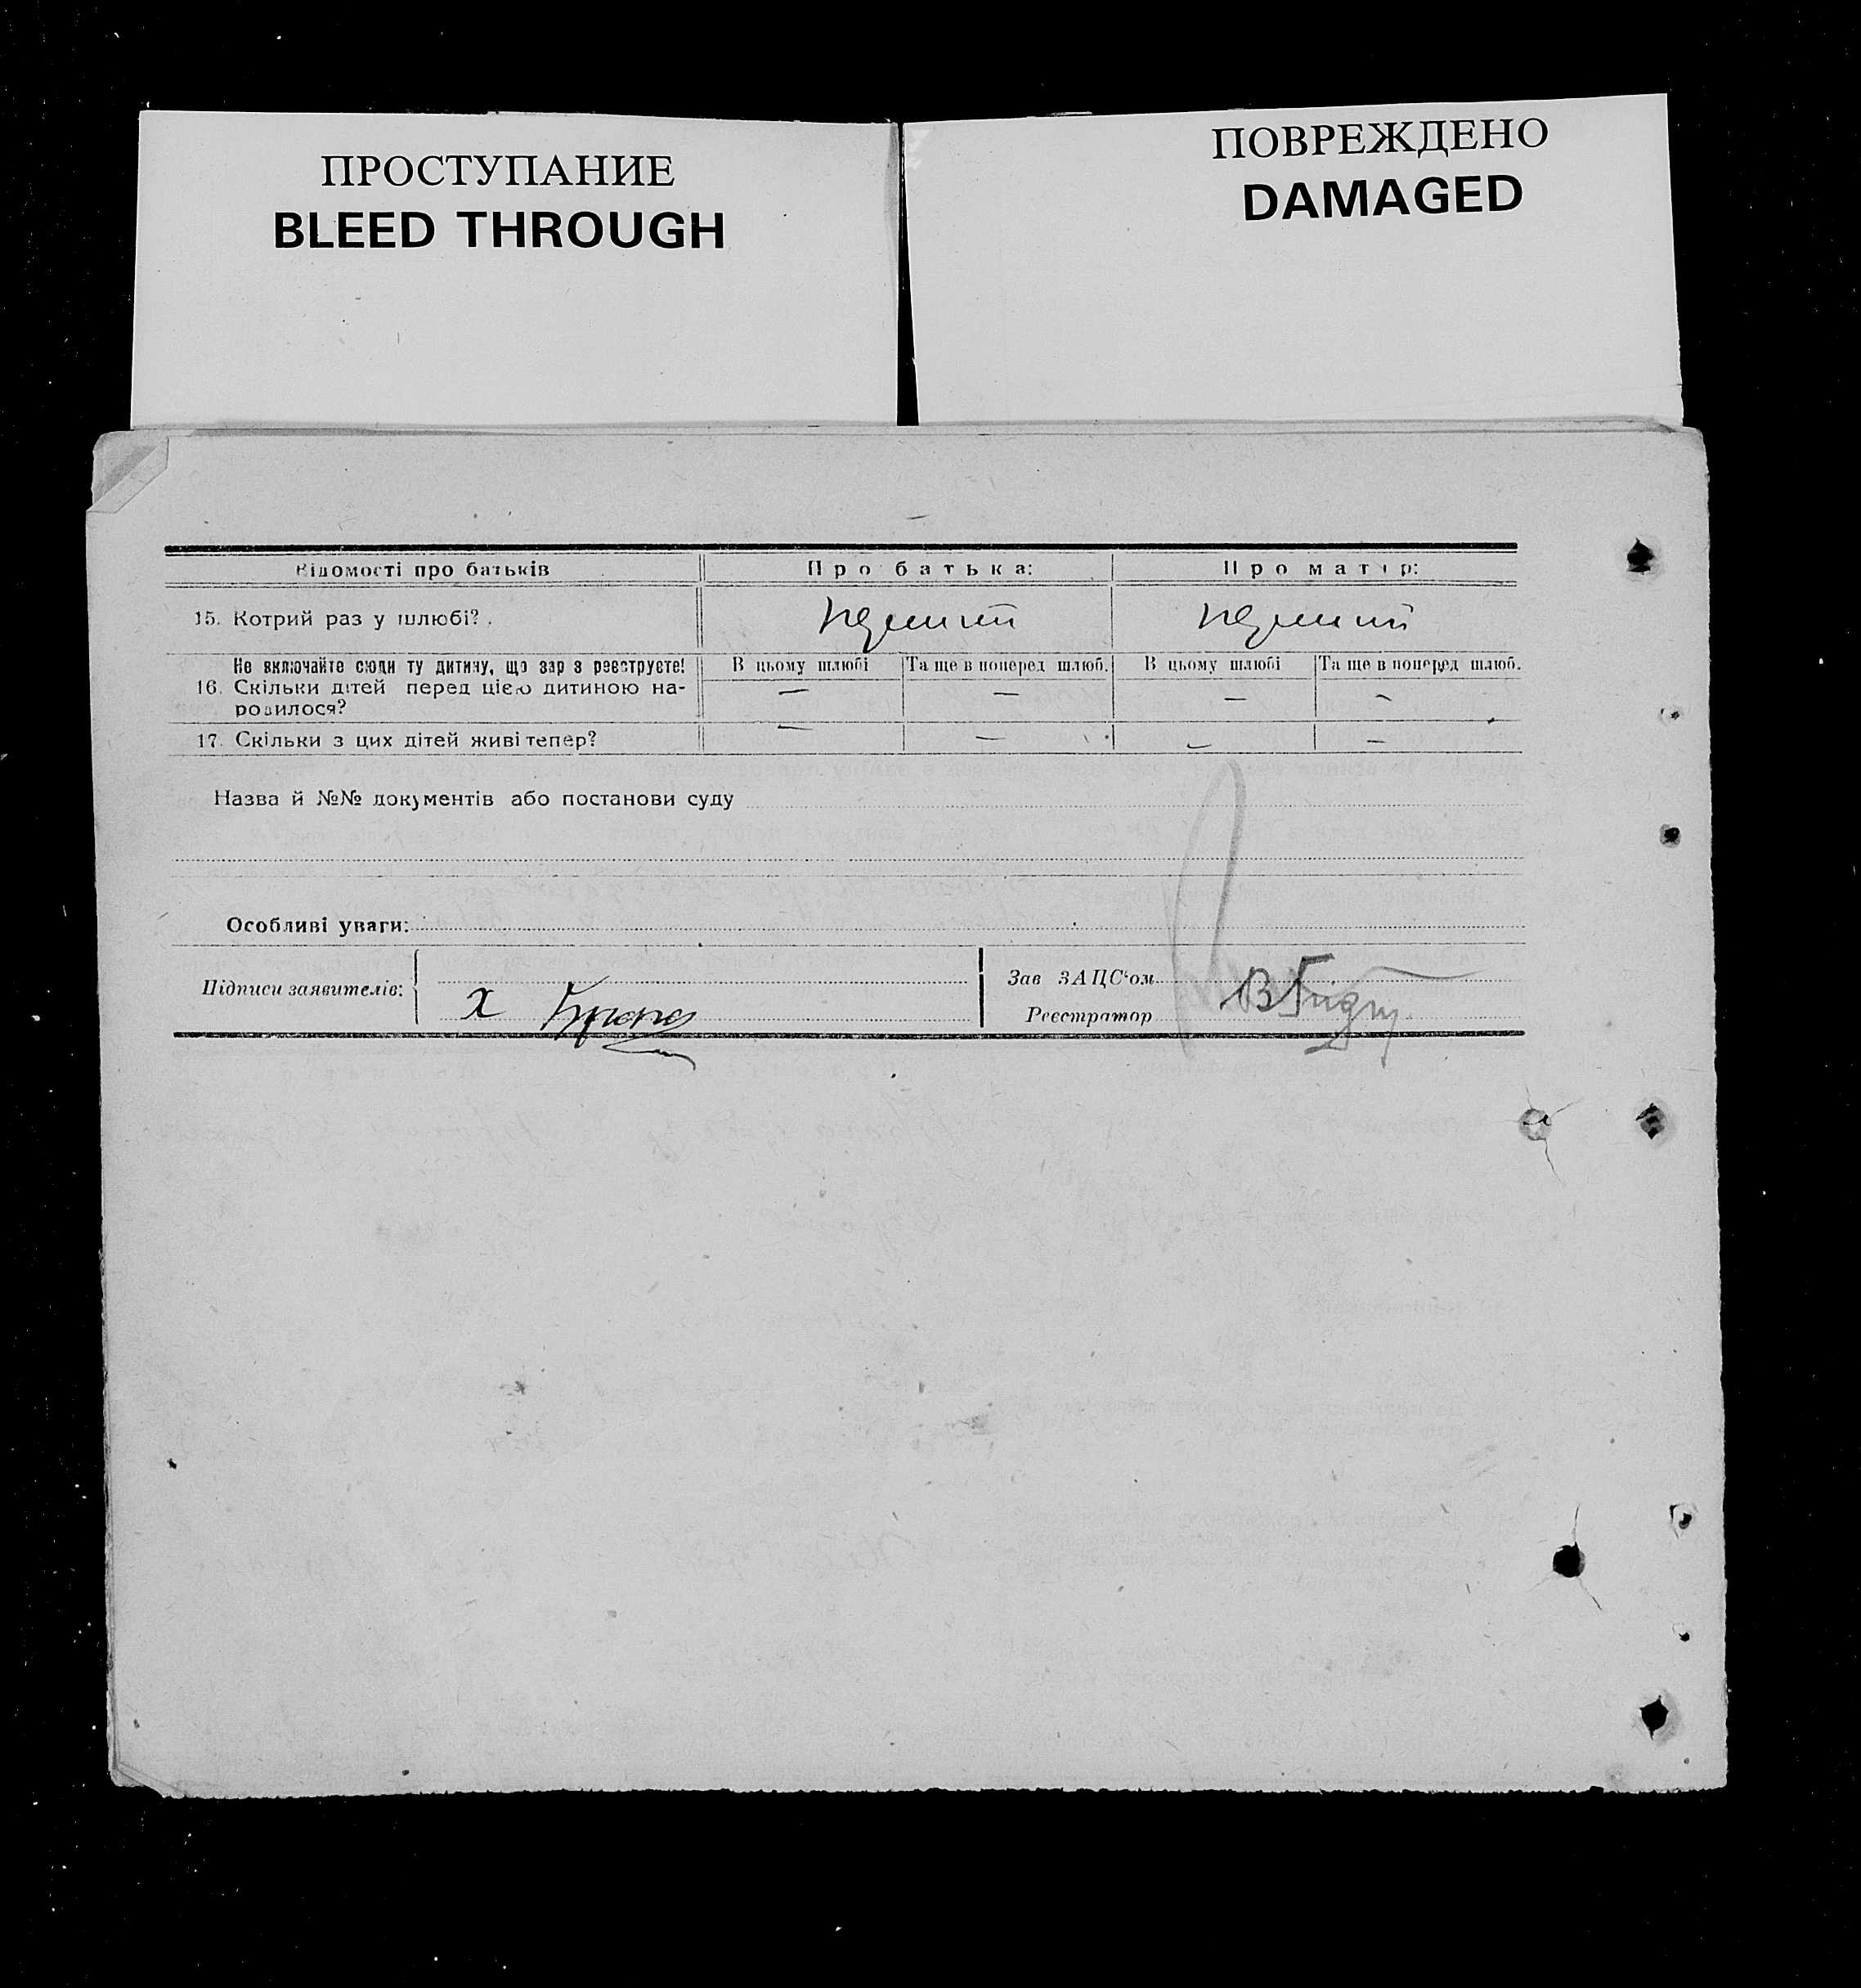 ПРОСТУПАНИЕ
BLEED THROUGH
ПОВРЕЖДЕНО
DAMAGED
Відомості про батьків Про батька: Про матір:
15. Котрий раз у шлюбі?. перший перший
Не включайте сюди ту дитину, що зар з реєструєте! В цьому шлюбі Та ще в поперед шлюб. В цьому шлюбі Та ще в поперед шлюб.
16. Скільки дітей перед цією дитиною на- — — — —
родилося?
17. Скільки з цих дітей живі тепер? — — — —
Назва й №№ документів або постанови суду
Особливі уваги:
Підписи заявителів: х
Зав ЗАЦС'ом
Реєстратор